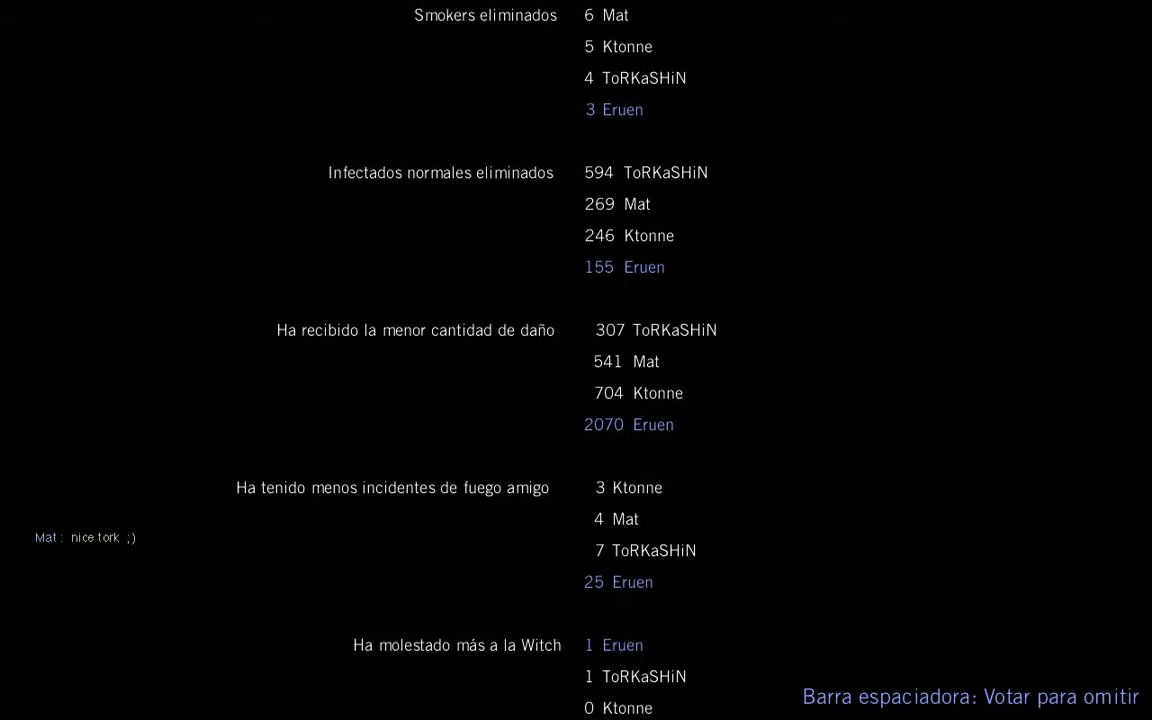 Smokers eliminados 6 Mat
5 Ktonne
4 ToRKaSHiN
3 Eruen
Infectados normales eliminados 594 ToRKaSHiN
269 Mat
246 Ktonne
155 Eruen
Ha recibido la menor cantidad de daño 307 ToRKaSHiN
541 Mat
704 Ktonne
2070 Eruen
Ha tenido menos incidentes de fuego amigo 3 Ktonne
4 Mat
Mat: nice tork ;)
7 ToRKaSHiN
25 Eruen
Ha molestado más a la Witch 1 Eruen
1 ToRKaSHiN
0 Ktonne
Barra espaciadora: Votar para omitir